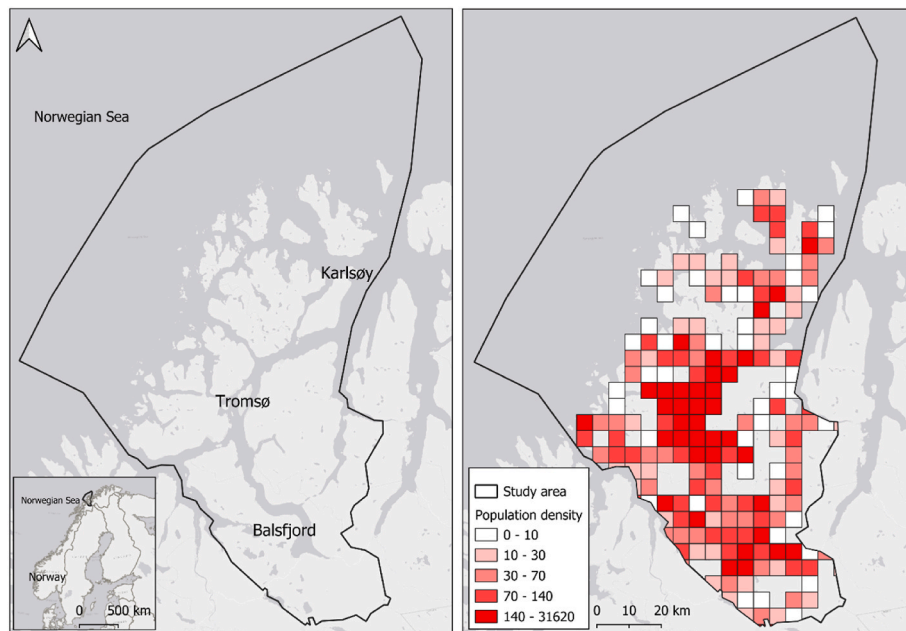 Norwegian Sea
Karlsøy
Tromsø
Balsfjord
Norwegian Sea
Norway
0 500 km
Study area
Population density
0 - 10
10 - 30
30 - 70
70 - 140
140 - 31620
0 10 20 km